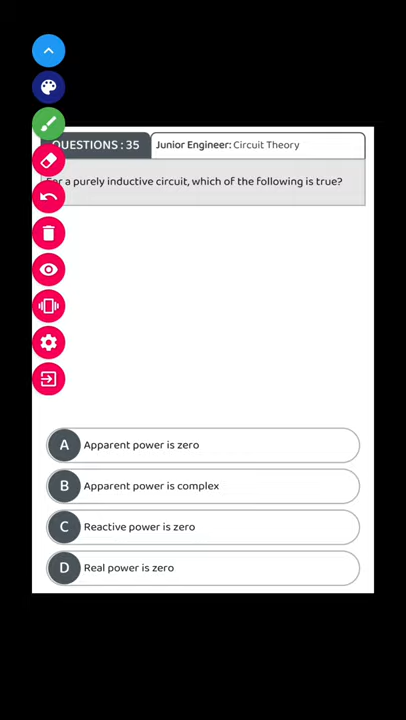 QUESTIONS : 35
Junior Engineer: Circuit Theory
a purely inductive circuit, which of the following is true?
A Apparent power is zero
B Apparent power is complex
C Reactive power is zero
D Real power is zero